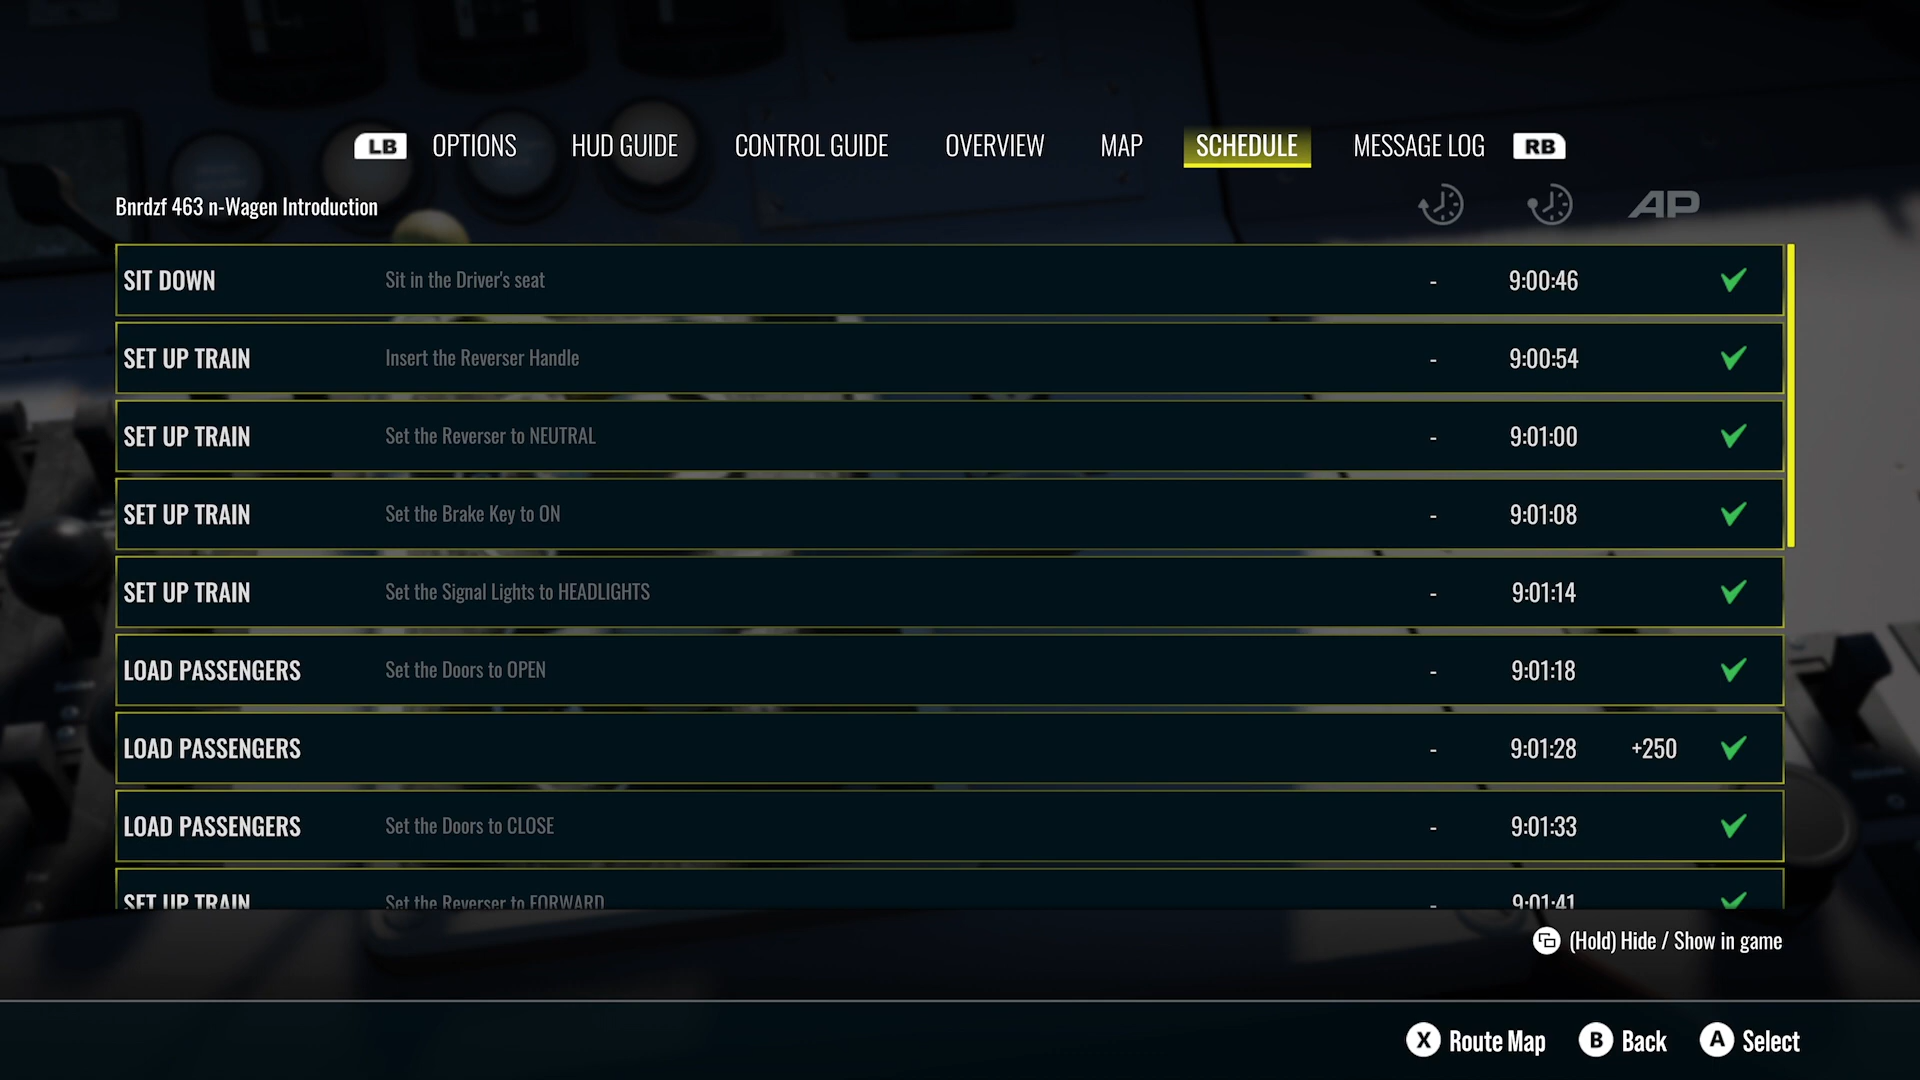 LB OPTIONS HUD GUIDE CONTROL GUIDE OVERVIEW MAP SCHEDULE MESSAGE LOG RB
Bnrdzf 463 n-Wagen Introduction AP
SIT DOWN Sit in the Driver's seat - 9:00:46
SET UP TRAIN Insert the Reverser Handle - 9:00:54
SET UP TRAIN Set the Reverser to NEUTRAL - 9:01:00
SET UP TRAIN Set the Brake Key to ON - 9:01:08
SET UP TRAIN Set the Signal Lights to HEADLIGHTS - 9:01:14
LOAD PASSENGERS Set the Doors to OPEN - 9:01:18
LOAD PASSENGERS - 9:01:28 +250
LOAD PASSENGERS Set the Doors to CLOSE - 9:01:33
SET UP TRAIN Set the Reverser to FORWARD - 9:01:41
(Hold) Hide / Show in game
X Route Map B Back A Select